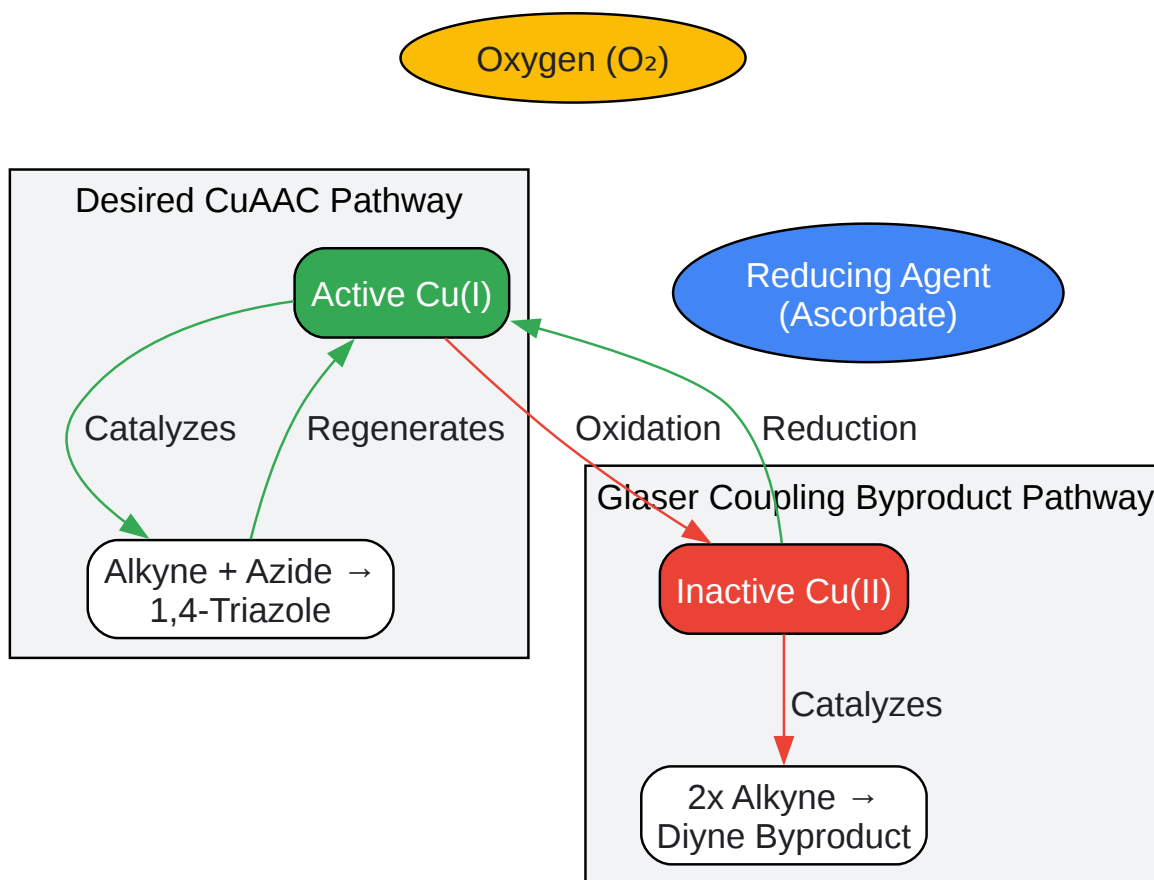 Oxygen (O₂)
Desired CuAAC Pathway
Active Cu(I)
Reducing Agent
(Ascorbate)
Catalyzes
Regenerates
Oxidation
Reduction
Glaser Coupling Byproduct Pathway
Alkyne + Azide →
1,4-Triazole
Inactive Cu(II)
Catalyzes
2x Alkyne →
Diyne Byproduct